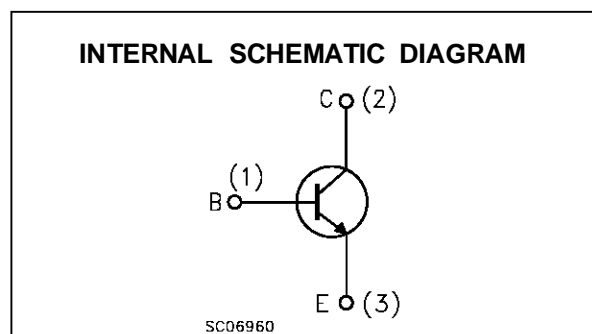 INTERNAL SCHEMATIC DIAGRAM
C (2)
(1)
B
E (3)
SC06960